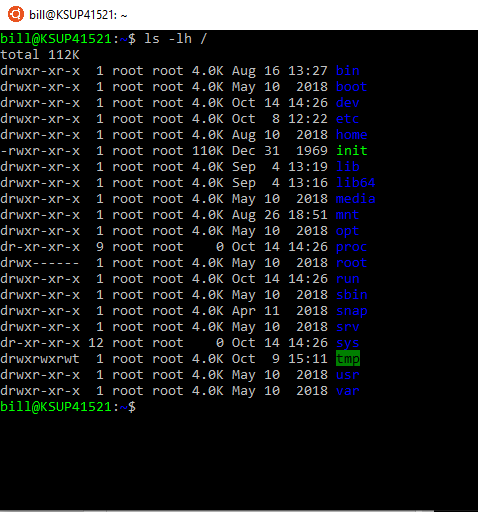 bill@KSUP41521: ~
bill@KSUP41521:~$ ls -lh /
total 112K
drwxr-xr-x  1 root root 4.0K Aug 16 13:27 bin
drwxr-xr-x  1 root root 4.0K May 10  2018 boot
drwxr-xr-x  1 root root 4.0K Oct 14 14:26 dev
drwxr-xr-x  1 root root 4.0K Oct  8 12:22 etc
drwxr-xr-x  1 root root 4.0K Aug 10  2018 home
-rwxr-xr-x  1 root root 110K Dec 31  1969 init
drwxr-xr-x  1 root root 4.0K Sep  4 13:19 lib
drwxr-xr-x  1 root root 4.0K Sep  4 13:16 lib64
drwxr-xr-x  1 root root 4.0K May 10  2018 media
drwxr-xr-x  1 root root 4.0K Aug 26 18:51 mnt
drwxr-xr-x  1 root root 4.0K May 10  2018 opt
dr-xr-xr-x  9 root root    0 Oct 14 14:26 proc
drwx------  1 root root 4.0K May 10  2018 root
drwxr-xr-x  1 root root 4.0K Oct 14 14:26 run
drwxr-xr-x  1 root root 4.0K May 10  2018 sbin
drwxr-xr-x  1 root root 4.0K Apr 11  2018 snap
drwxr-xr-x  1 root root 4.0K May 10  2018 srv
dr-xr-xr-x 12 root root    0 Oct 14 14:26 sys
drwxrwxrwt  1 root root 4.0K Oct  9 15:11 tmp
drwxr-xr-x  1 root root 4.0K May 10  2018 usr
drwxr-xr-x  1 root root 4.0K May 10  2018 var
bill@KSUP41521:~$